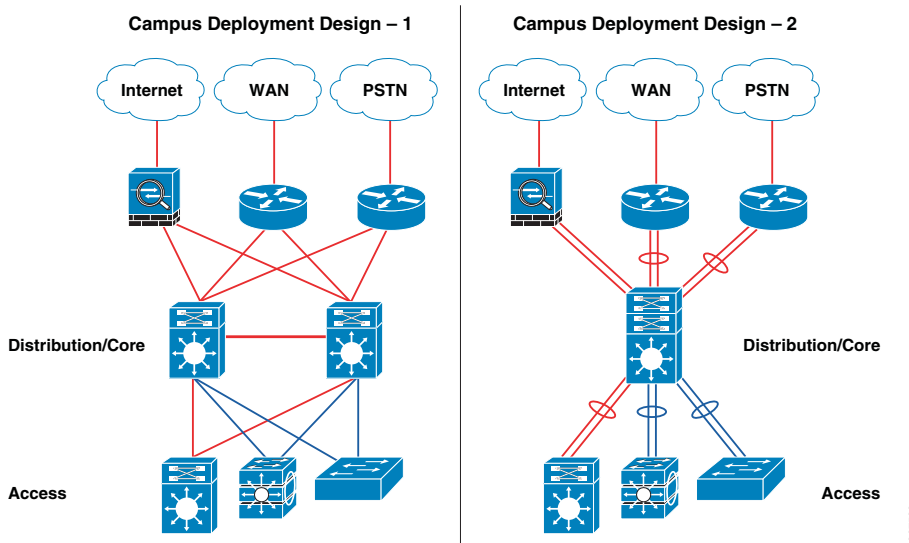 Campus Deployment Design – 1
Internet
WAN
PSTN
Distribution/Core
Access
Campus Deployment Design – 2
Internet
WAN
PSTN
Distribution/Core
Access